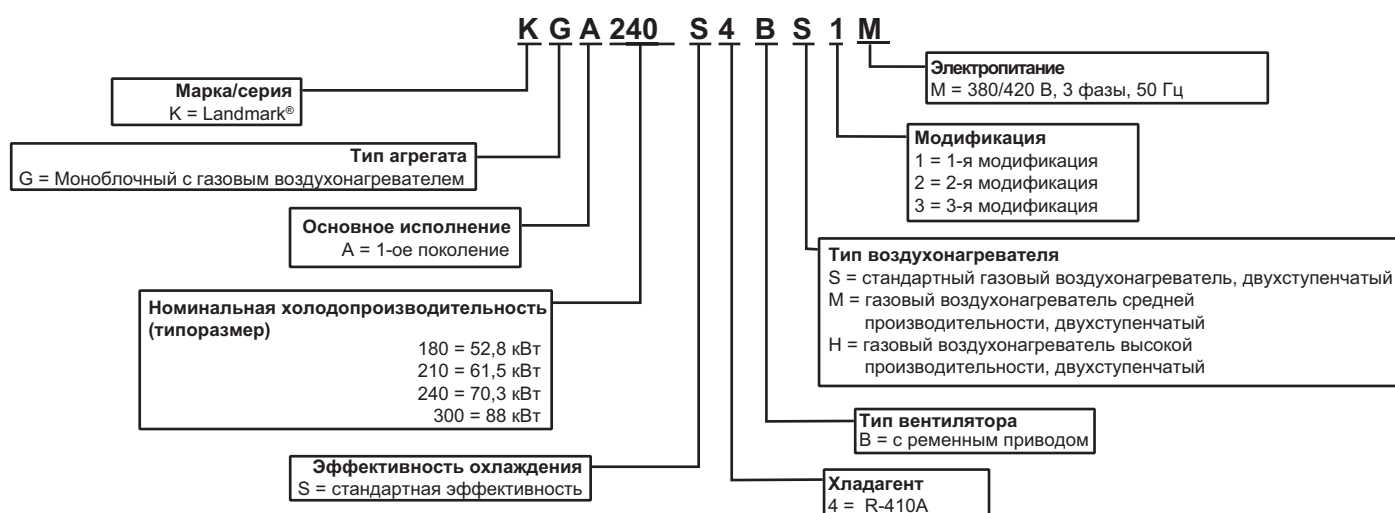 K G A 240 S 4 B S 1 M
Марка/серия
K = Landmark®
Тип агрегата
G = Моноблочный с газовым воздухонагревателем
Основное исполнение
A = 1-ое поколение
Номинальная холодопроизводительность
(типоразмер)
180 = 52,8 кВт
210 = 61,5 кВт
240 = 70,3 кВт
300 = 88 кВт
Эффективность охлаждения
S = стандартная эффективность
Электропитание
M = 380/420 В, 3 фазы, 50 Гц
Модификация
1 = 1-я модификация
2 = 2-я модификация
3 = 3-я модификация
Тип воздухонагревателя
S = стандартный газовый воздухонагреватель, двухступенчатый
M = газовый воздухонагреватель средней
производительности, двухступенчатый
H = газовый воздухонагреватель высокой
производительности, двухступенчатый
Тип вентилятора
B = с ременным приводом
Хладагент
4 = R-410A